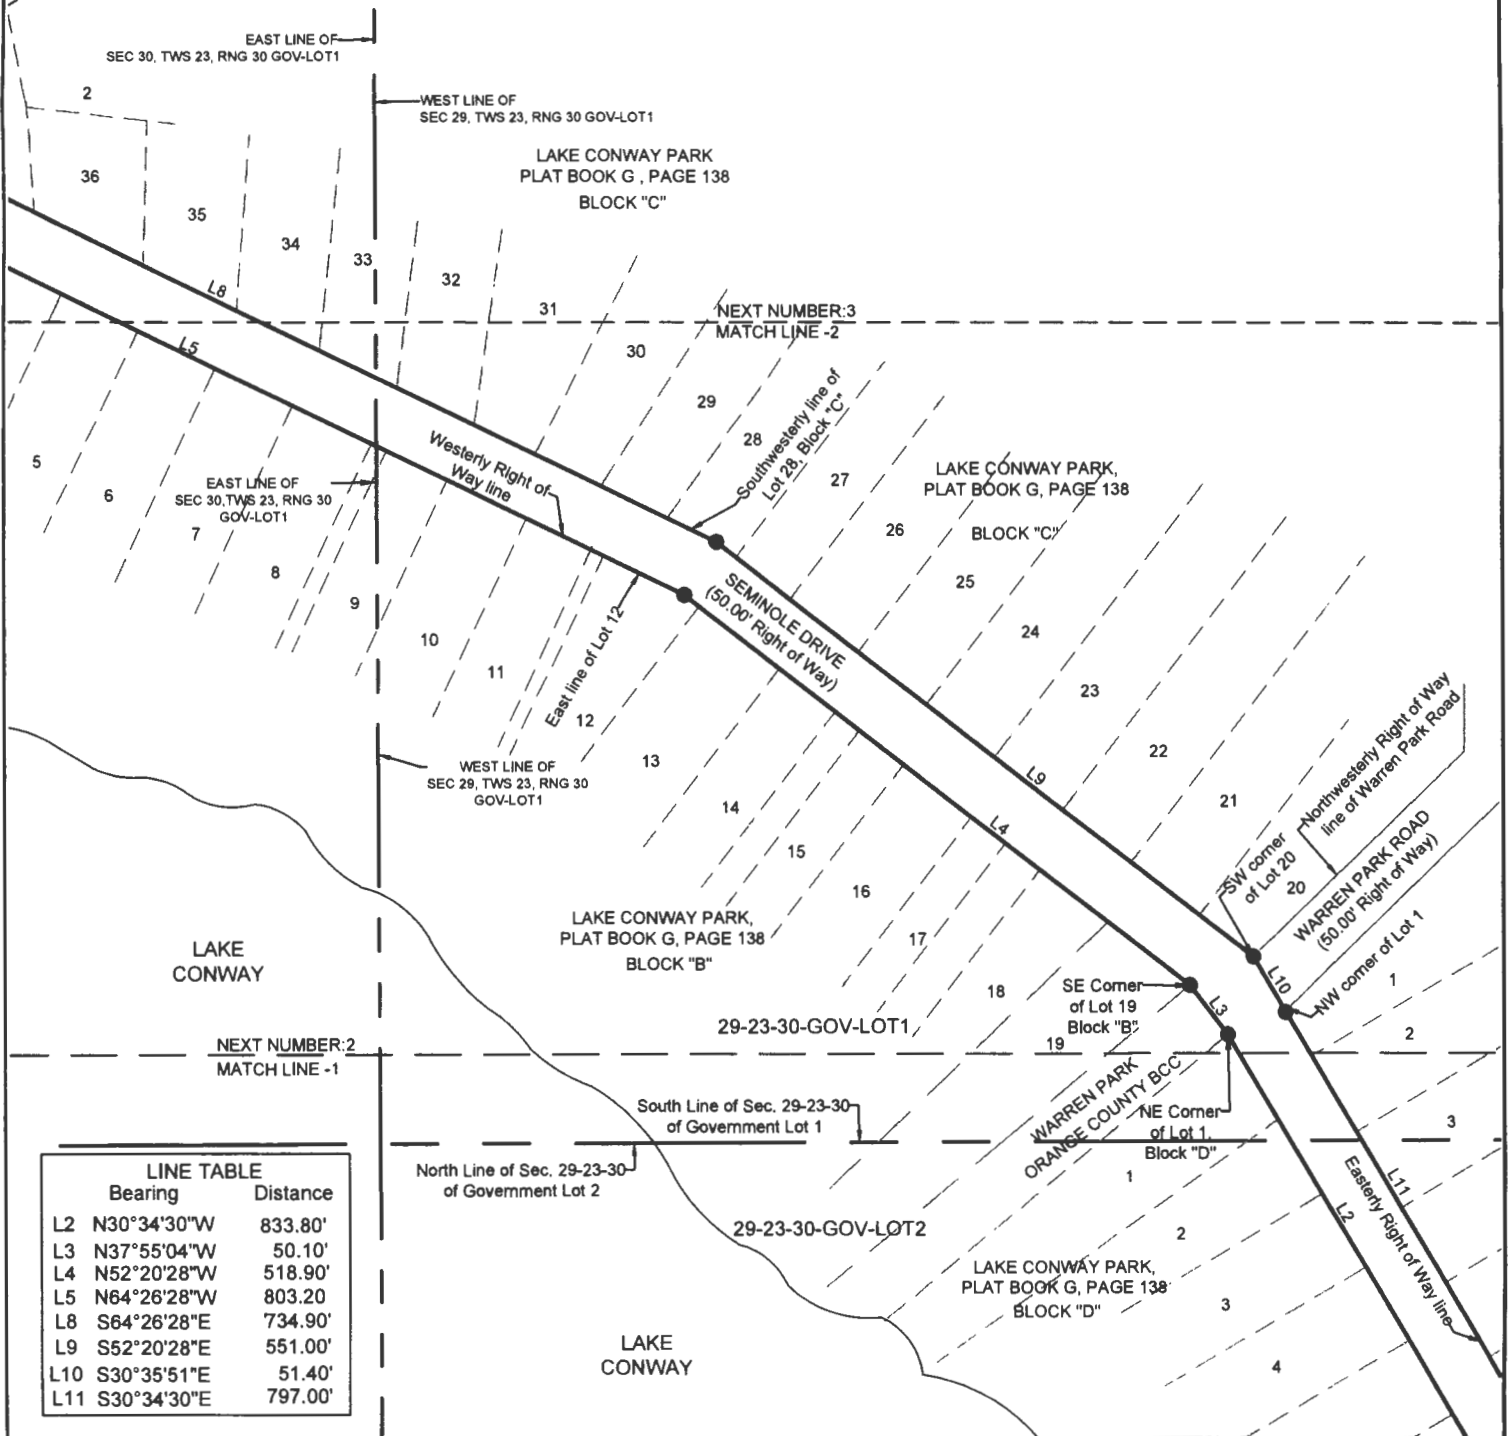 EAST LINE OF
SEC 30, TWS 23, RNG 30 GOV-LOT1
WEST LINE OF
SEC 29, TWS 23, RNG 30 GOV-LOT1
2
36
35
34
33
32
31
30
29
28
27
26
25
24
23
22
21
20
LAKE CONWAY PARK
PLAT BOOK G , PAGE 138
BLOCK "C"
L8
L5
NEXT NUMBER:3
MATCH LINE -2
Southwesterly line of
Lot 28, Block "C"
Westerly Right of
Way line
LAKE CONWAY PARK,
PLAT BOOK G, PAGE 138
BLOCK "C"
EAST LINE OF
SEC 30,TWS 23, RNG 30
GOV-LOT1
5
6
7
8
9
10
11
12
13
14
15
16
17
18
19
East line of Lot 12
SEMINOLE DRIVE
(50.00' Right of Way)
WEST LINE OF
SEC 29, TWS 23, RNG 30
GOV-LOT1
L9
L4
Northwesterly Right of Way
line of Warren Park Road
SW corner
of Lot 20
WARREN PARK ROAD
(50.00' Right of Way)
NW corner of Lot 1
L10
L3
LAKE CONWAY PARK,
PLAT BOOK G, PAGE 138
BLOCK "B"
LAKE
CONWAY
SE Corner
of Lot 19
Block "B"
29-23-30-GOV-LOT1
1
2
3
NEXT NUMBER:2
MATCH LINE -1
WARREN PARK
ORANGE COUNTY BCC
NE Corner
of Lot 1,
Block "D"
South Line of Sec. 29-23-30
of Government Lot 1
North Line of Sec. 29-23-30
of Government Lot 2
29-23-30-GOV-LOT2
1
2
3
4
L2
L11
Easterly Right of Way line
LAKE CONWAY PARK,
PLAT BOOK G, PAGE 138
BLOCK "D"
LAKE
CONWAY
LINE TABLE
Bearing Distance
L2 N30°34'30"W 833.80'
L3 N37°55'04"W 50.10'
L4 N52°20'28"W 518.90'
L5 N64°26'28"W 803.20
L8 S64°26'28"E 734.90'
L9 S52°20'28"E 551.00'
L10 S30°35'51"E 51.40'
L11 S30°34'30"E 797.00'